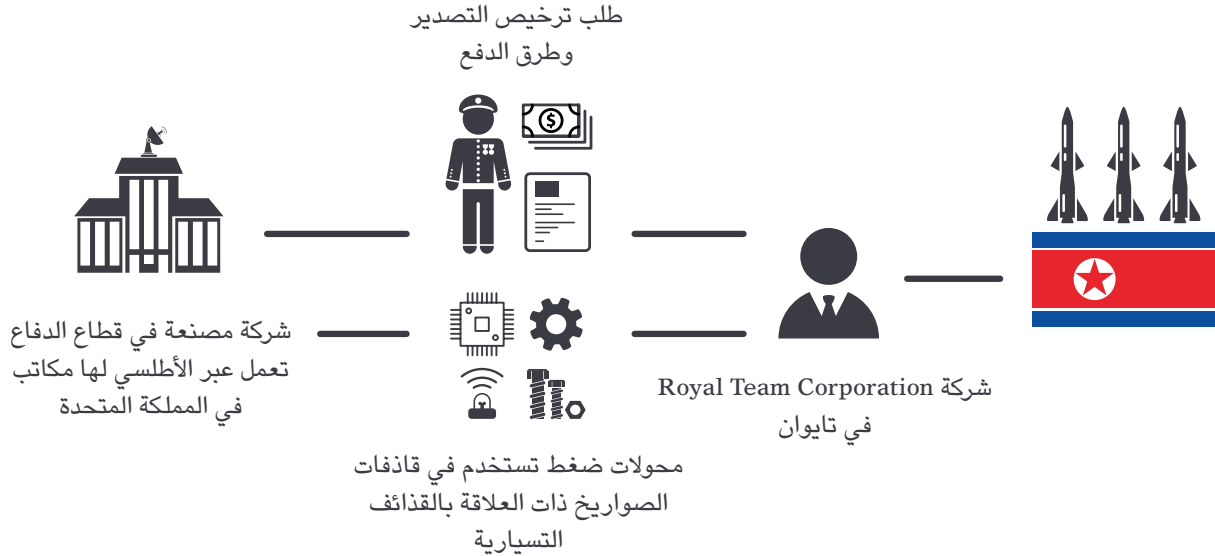 طلب ترخيص التصدير
وطرق الدفع
شركة مصنعة في قطاع الدفاع
تعمل عبر الأطلسي لها مكاتب
في المملكة المتحدة
شركة Royal Team Corporation
في تايوان
محولات ضغط تستخدم في قاذفات
الصواريخ ذات العلاقة بالقذائف
التسيارية